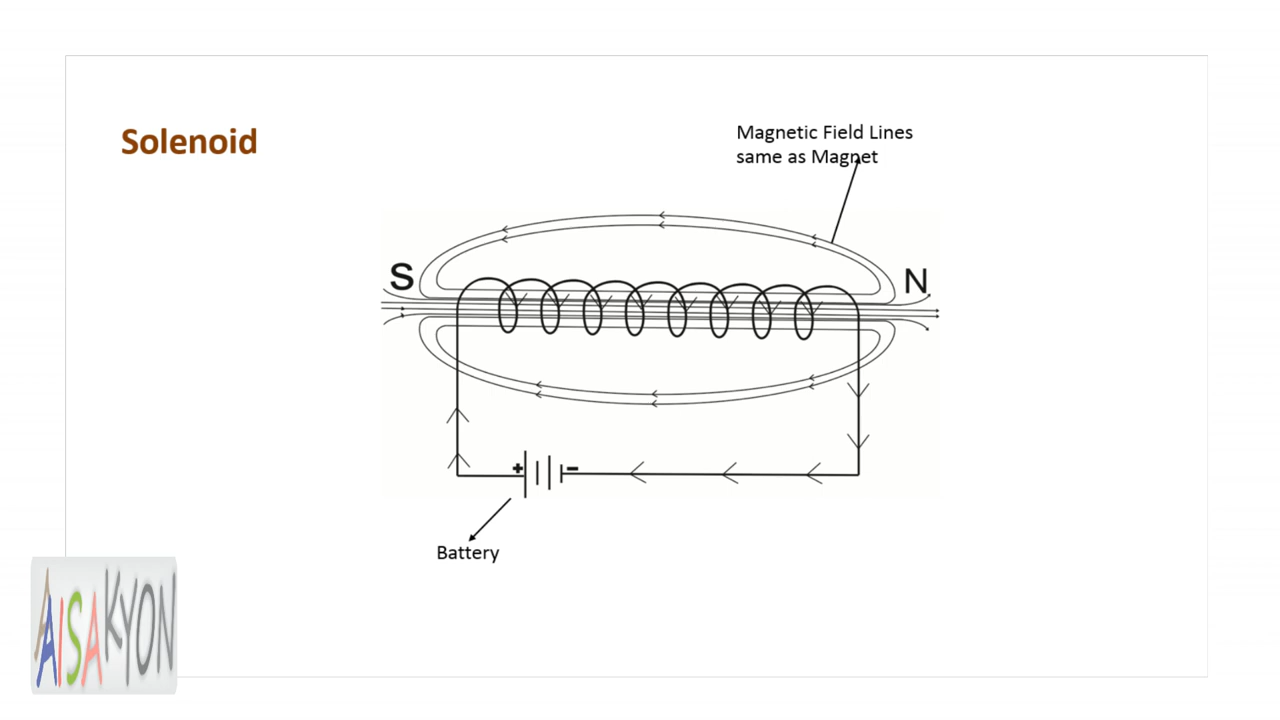 Solenoid
Magnetic Field Lines
same as Magnet
S
N
+
-
Battery
AISAKYON